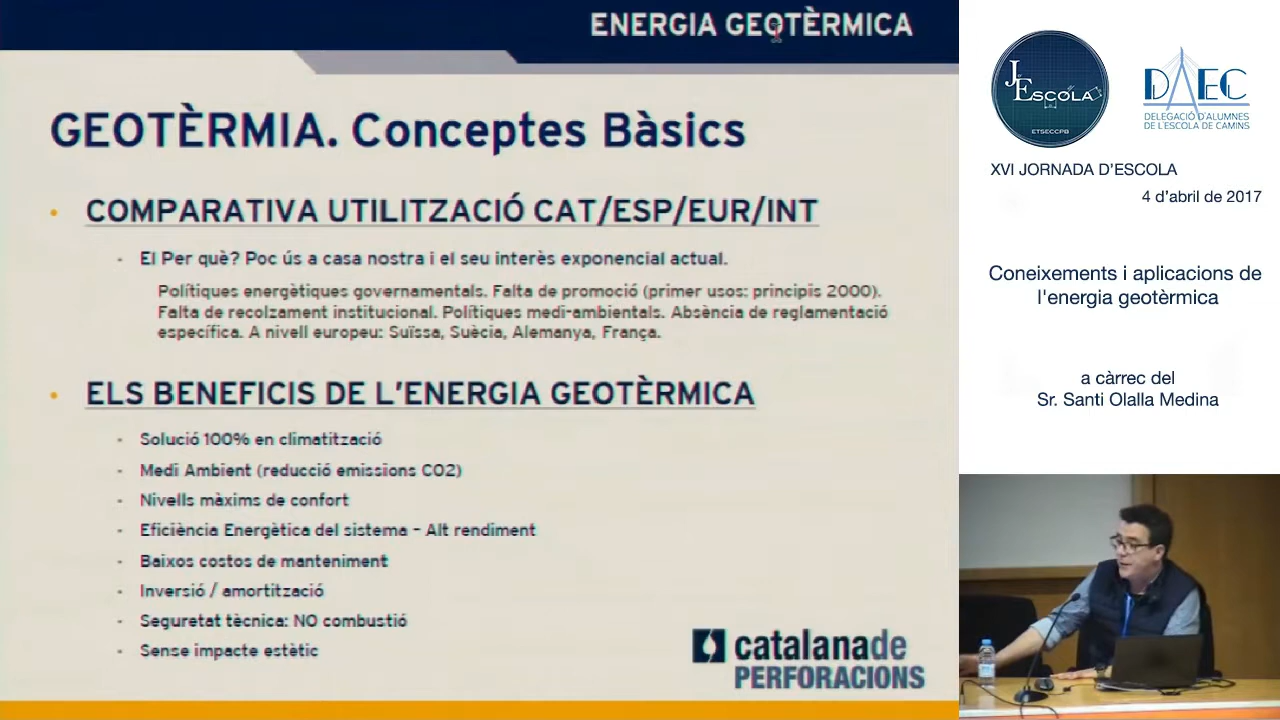 ENERGIA GEOTÈRMICA
GEOTÈRMIA. Conceptes Bàsics
• COMPARATIVA UTILITZACIÓ CAT/ESP/EUR/INT
- El Per què? Poc ús a casa nostra i el seu interès exponencial actual.
Polítiques energètiques governamentals. Falta de promoció (primer usos: principis 2000).
Falta de recolzament institucional. Polítiques medi-ambientals. Absència de reglamentació
específica. A nivell europeu: Suïssa, Suècia, Alemanya, França.
• ELS BENEFICIS DE L'ENERGIA GEOTÈRMICA
- Solució 100% en climatització
- Medi Ambient (reducció emissions CO2)
- Nivells màxims de confort
- Eficiència Energètica del sistema – Alt rendiment
- Baixos costos de manteniment
- Inversió / amortització
- Seguretat tècnica: NO combustió
- Sense impacte estètic
catalanade
PERFORACIONS
J
ESCOLA
ETSECCPB
DAEC
DELEGACIÓ D'ALUMNES
DE L'ESCOLA DE CAMINS
XVI JORNADA D'ESCOLA
4 d'abril de 2017
Coneixements i aplicacions de
l'energia geotèrmica
a càrrec del
Sr. Santi Olalla Medina